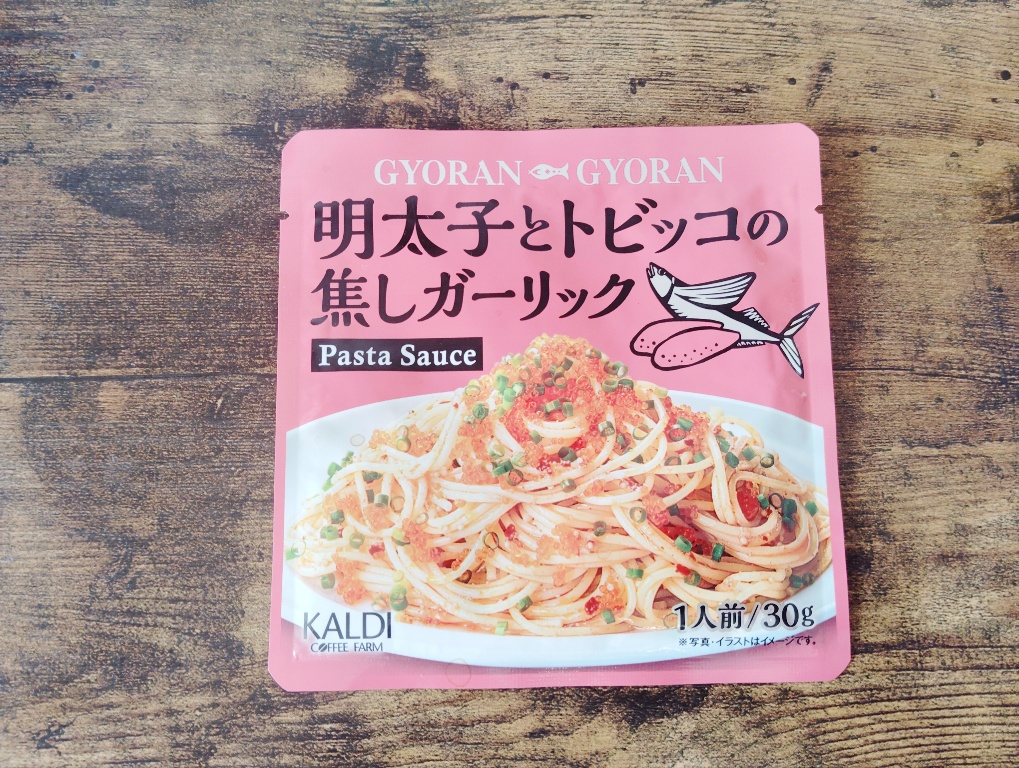 GYORAN GYORAN
明太子とトビッコの
焦しガーリック
Pasta Sauce
KALDI
COFFEE FARM
1人前/30g
※写真・イラストはイメージです。